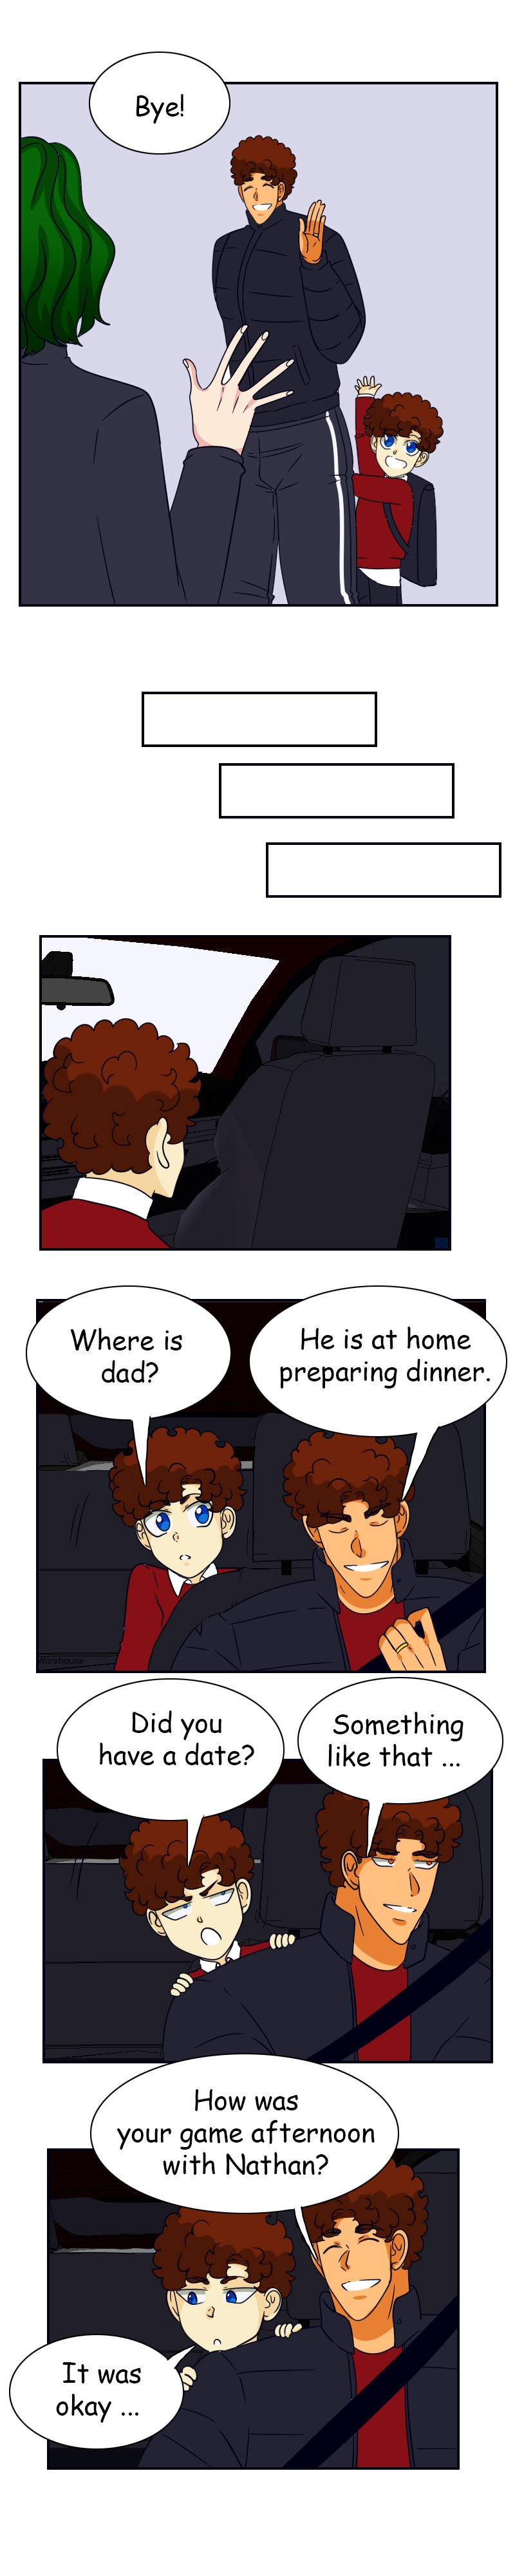 Bye!
Where is
dad?
He is at home
preparing dinner.
Warehouse
Did you
have a date?
Something
like that ...
How was
your game afternoon
with Nathan?
It was
okay ...